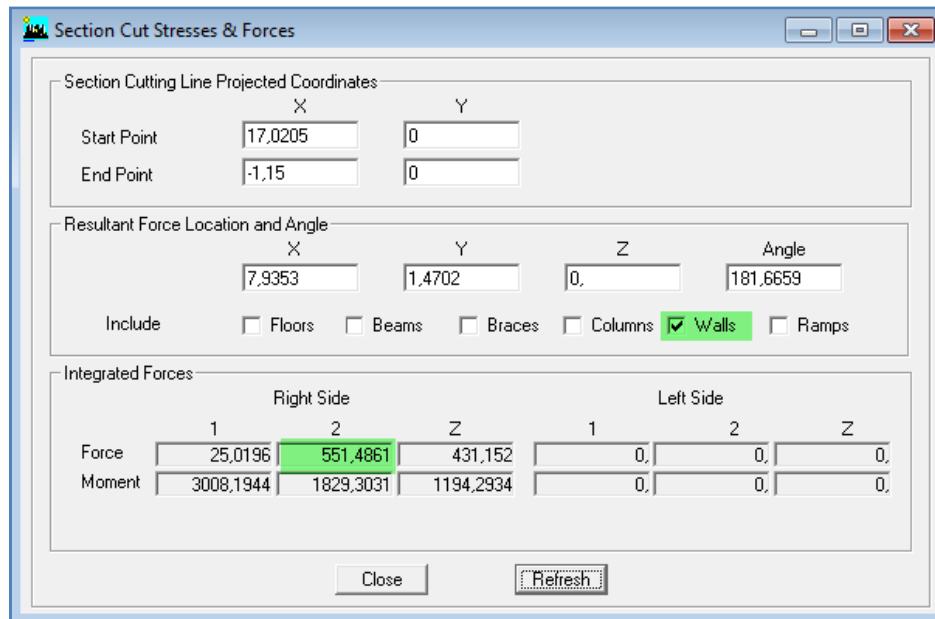 Section Cut Stresses & Forces
Section Cutting Line Projected Coordinates
X Y
Start Point 17,0205 0
End Point -1,15 0
Resultant Force Location and Angle
X Y Z Angle
7,9353 1,4702 0, 181,6659
Include Floors Beams Braces Columns Walls Ramps
Integrated Forces
Right Side Left Side
1 2 Z 1 2 Z
Force 25,0196 551,4861 431,152 0, 0, 0,
Moment 3008,1944 1829,3031 1194,2934 0, 0, 0,
Close Refresh